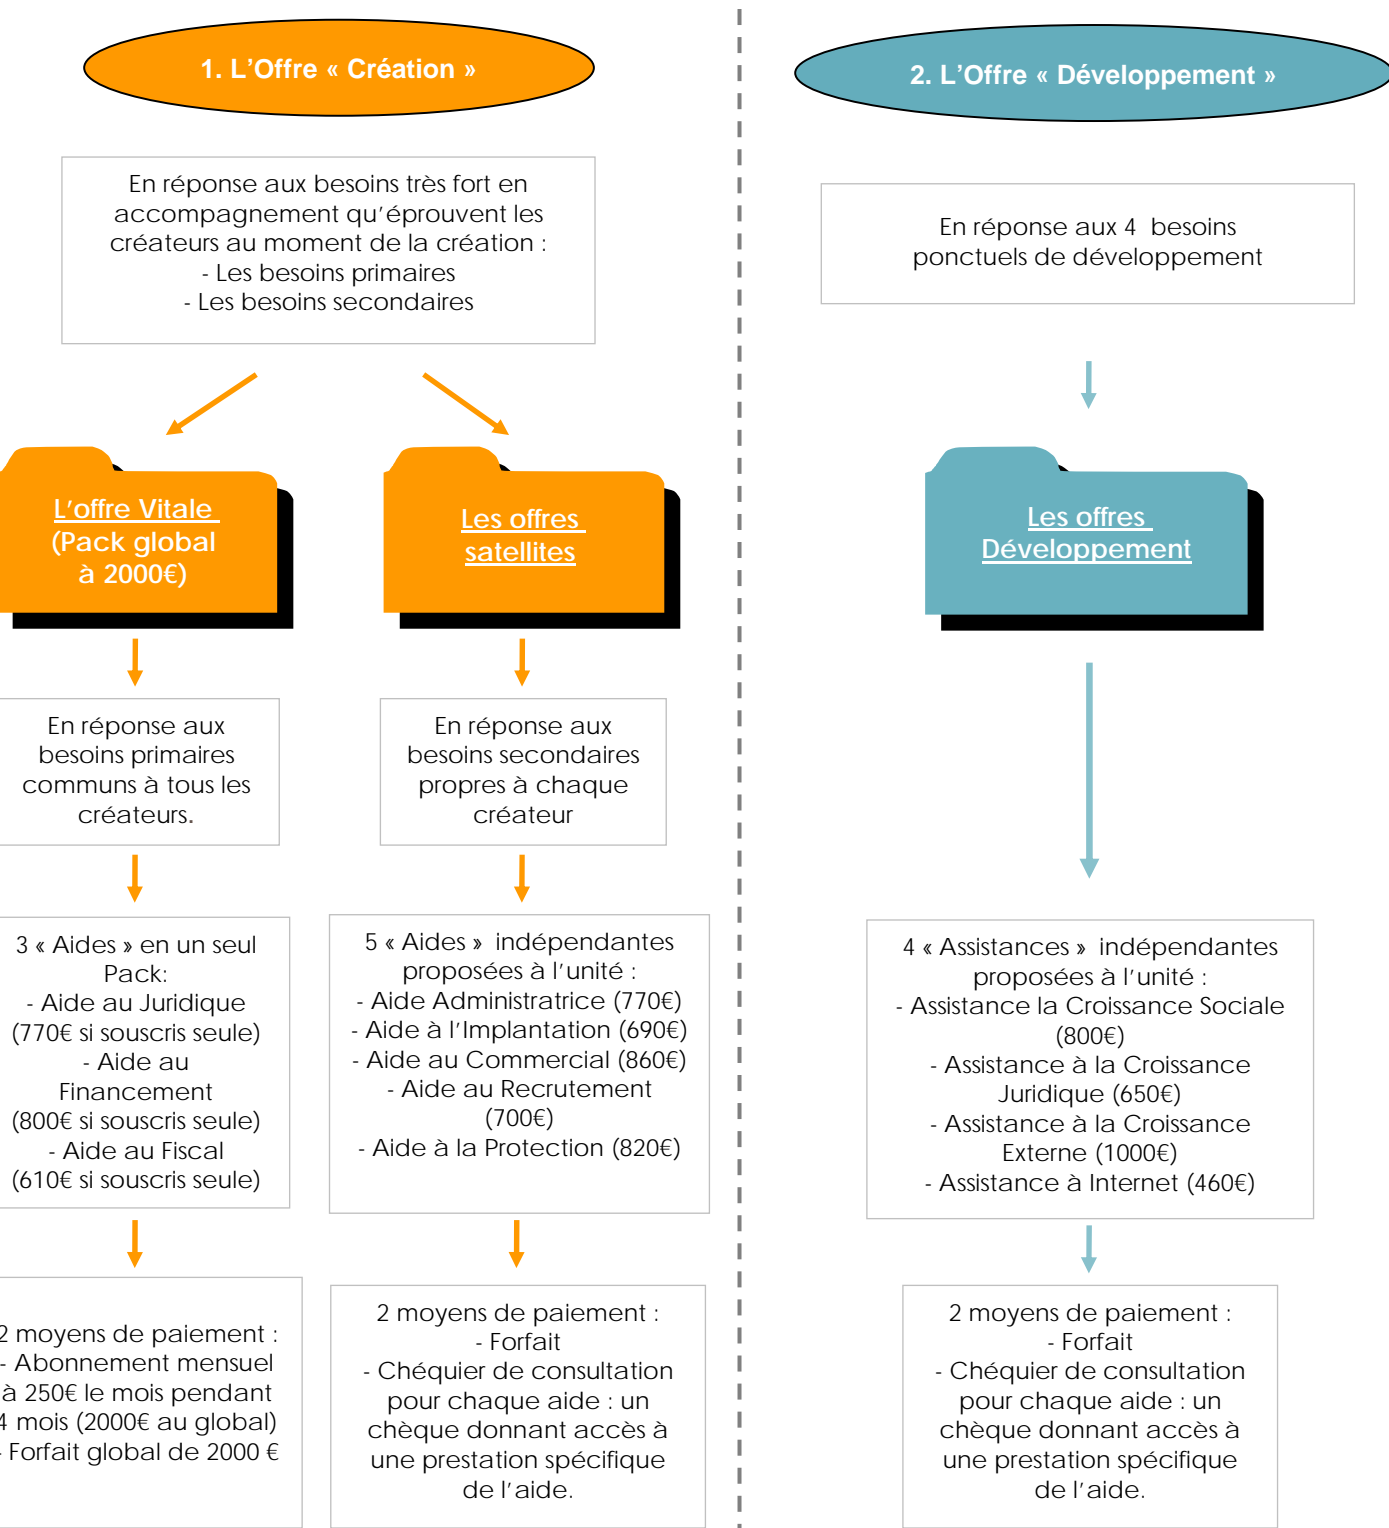 1. L'Offre « Création »
En réponse aux besoins très fort en
accompagnement qu'éprouvent les
créateurs au moment de la création :
- Les besoins primaires
- Les besoins secondaires
L'offre Vitale
(Pack global
à 2000€)
En réponse aux
besoins primaires
communs à tous les
créateurs.
3 « Aides » en un seul
Pack:
- Aide au Juridique
(770€ si souscris seule)
- Aide au
Financement
(800€ si souscris seule)
- Aide au Fiscal
(610€ si souscris seule)
2 moyens de paiement :
- Abonnement mensuel
à 250€ le mois pendant
4 mois (2000€ au global)
- Forfait global de 2000 €
Les offres
satellites
En réponse aux
besoins secondaires
propres à chaque
créateur
5 « Aides » indépendantes
proposées à l'unité :
- Aide Administratrice (770€)
- Aide à l'Implantation (690€)
- Aide au Commercial (860€)
- Aide au Recrutement
(700€)
- Aide à la Protection (820€)
2 moyens de paiement :
- Forfait
- Chéquier de consultation
pour chaque aide : un
chèque donnant accès à
une prestation spécifique
de l'aide.
2. L'Offre « Développement »
En réponse aux 4 besoins
ponctuels de développement
Les offres
Développement
4 « Assistances » indépendantes
proposées à l'unité :
- Assistance la Croissance Sociale
(800€)
- Assistance à la Croissance
Juridique (650€)
- Assistance à la Croissance
Externe (1000€)
- Assistance à Internet (460€)
2 moyens de paiement :
- Forfait
- Chéquier de consultation
pour chaque aide : un
chèque donnant accès à
une prestation spécifique
de l'aide.